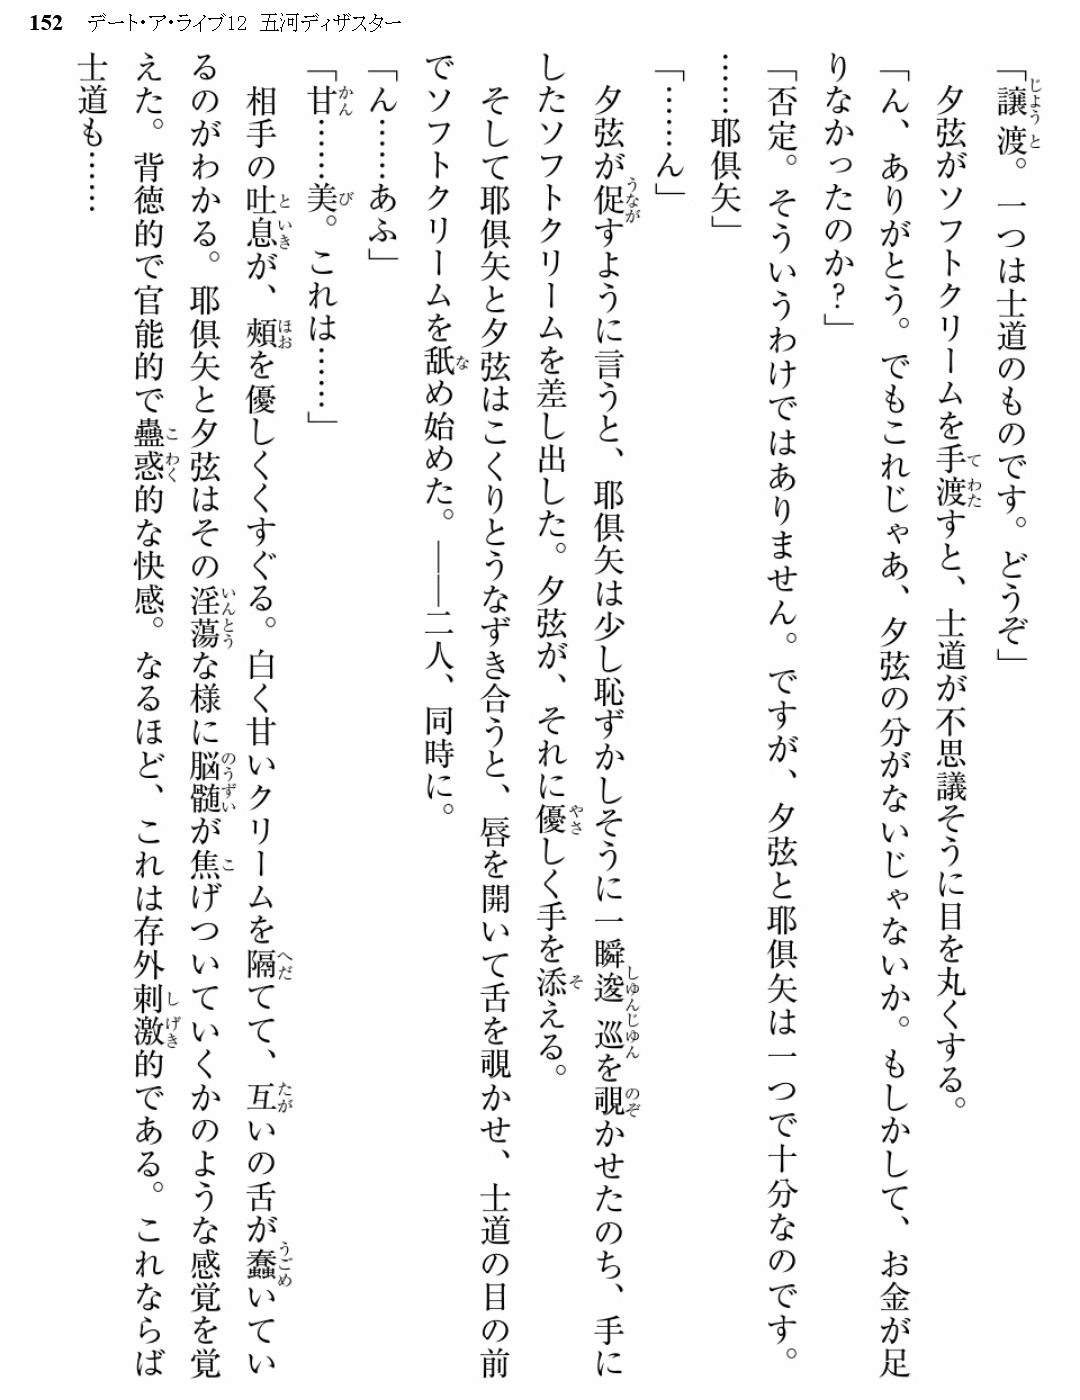 152 デート・ア・ライブ12 五河ディザスター
「譲渡。一つは士道のものです。どうぞ」
夕弦がソフトクリームを手渡すと、士道が不思議そうに目を丸くする。
「ん、ありがとう。でもこれじゃあ、夕弦の分がないじゃないか。もしかして、お金が足
りなかったのか？」
「否定。そういうわけではありません。ですが、夕弦と耶倶矢は一つで十分なのです。
……耶倶矢」
「……ん」
夕弦が促すように言うと、耶倶矢は少し恥ずかしそうに一瞬逡巡を覗かせたのち、手に
したソフトクリームを差し出した。夕弦が、それに優しく手を添える。
そして耶倶矢と夕弦はこくりとうなずき合うと、唇を開いて舌を覗かせ、士道の目の前
でソフトクリームを舐め始めた。――二人、同時に。
「ん……あふ」
「甘……美。これは……」
相手の吐息が、頰を優しくくすぐる。白く甘いクリームを隔てて、互いの舌が蠢いてい
るのがわかる。耶倶矢と夕弦はその淫蕩な様に脳髄が焦げついていくかのような感覚を覚
えた。背徳的で官能的で蠱惑的な快感。なるほど、これは存外刺激的である。これならば
士道も……